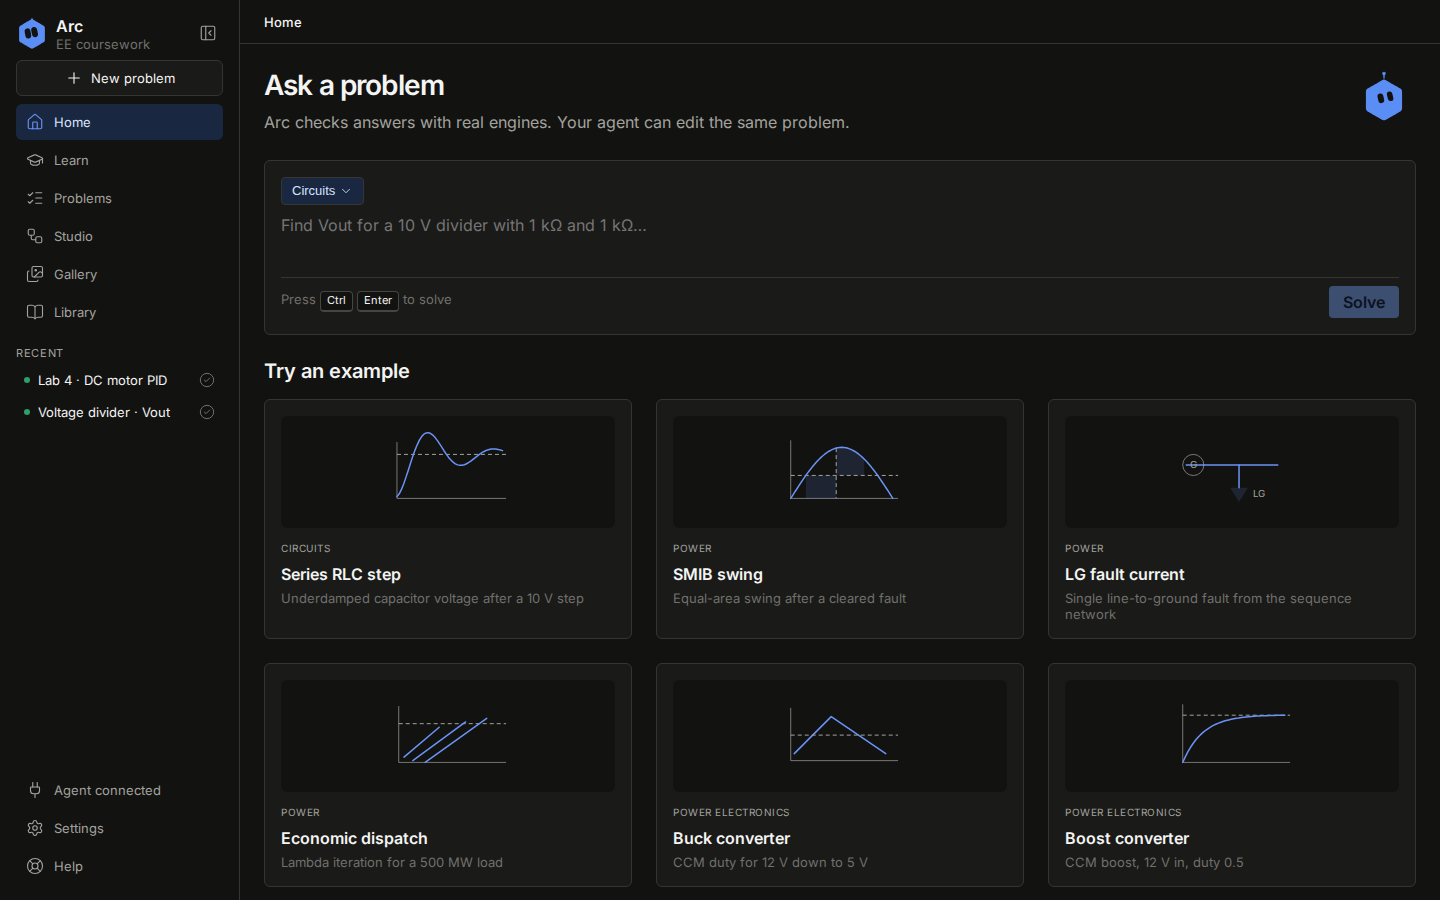 Arc
EE coursework
New problem
Home
Learn
Problems
Studio
Gallery
Library
RECENT
Lab 4 · DC motor PID
Voltage divider · Vout
Agent connected
Settings
Help
Home
Ask a problem
Arc checks answers with real engines. Your agent can edit the same problem.
Circuits
Find Vout for a 10 V divider with 1 kΩ and 1 kΩ...
Press Ctrl Enter to solve
Solve
Try an example
CIRCUITS
Series RLC step
Underdamped capacitor voltage after a 10 V step
POWER
SMIB swing
Equal-area swing after a cleared fault
G
LG
POWER
LG fault current
Single line-to-ground fault from the sequence
network
POWER
Economic dispatch
Lambda iteration for a 500 MW load
POWER ELECTRONICS
Buck converter
CCM duty for 12 V down to 5 V
POWER ELECTRONICS
Boost converter
CCM boost, 12 V in, duty 0.5